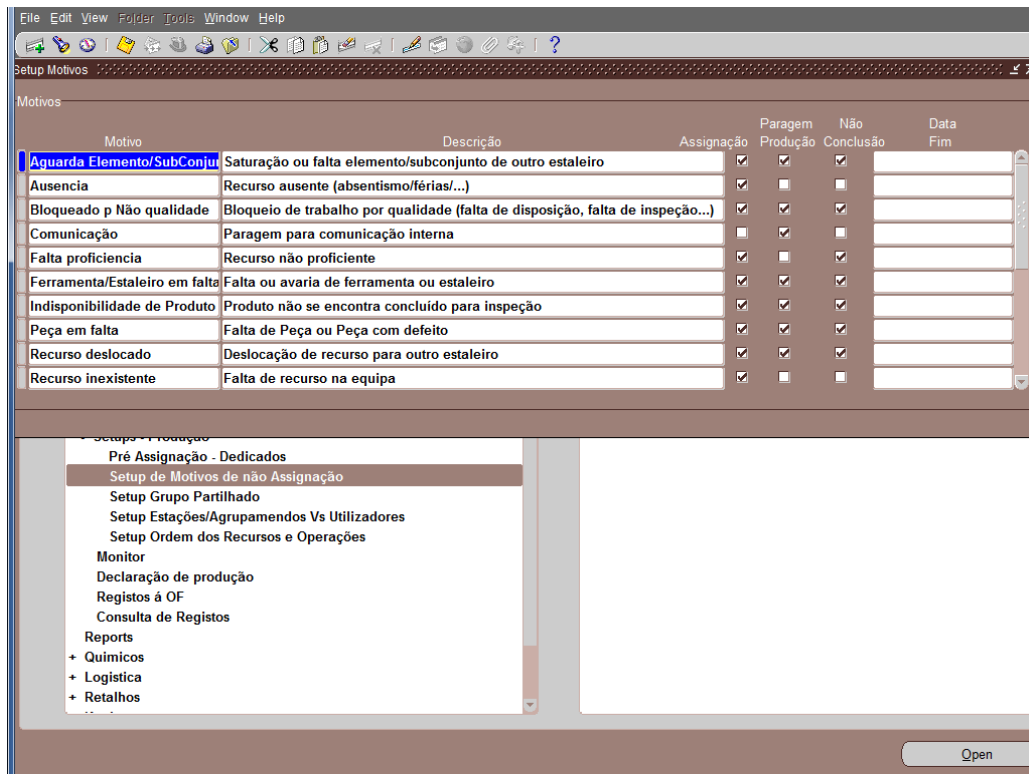 File Edit View Folder Tools Window Help
Setup Motivos
Motivos
Motivo Descrição Assignação Paragem Produção Não Conclusão Data Fim
Aguarda Elemento/SubConju Saturação ou falta elemento/subconjunto de outro estaleiro
Ausencia Recurso ausente (absentismo/férias/...)
Bloqueado p Não qualidade Bloqueio de trabalho por qualidade (falta de disposição, falta de inspeção...)
Comunicação Paragem para comunicação interna
Falta proficiencia Recurso não proficiente
Ferramenta/Estaleiro em falta Falta ou avaria de ferramenta ou estaleiro
Indisponibilidade de Produto Produto não se encontra concluído para inspeção
Peça em falta Falta de Peça ou Peça com defeito
Recurso deslocado Deslocação de recurso para outro estaleiro
Recurso inexistente Falta de recurso na equipa
- Setups - Produção
Pré Assignação - Dedicados
Setup de Motivos de não Assignação
Setup Grupo Partilhado
Setup Estações/Agrupamendos Vs Utilizadores
Setup Ordem dos Recursos e Operações
Monitor
Declaração de produção
Registos á OF
Consulta de Registos
Reports
+ Quimicos
+ Logistica
+ Retalhos
Open